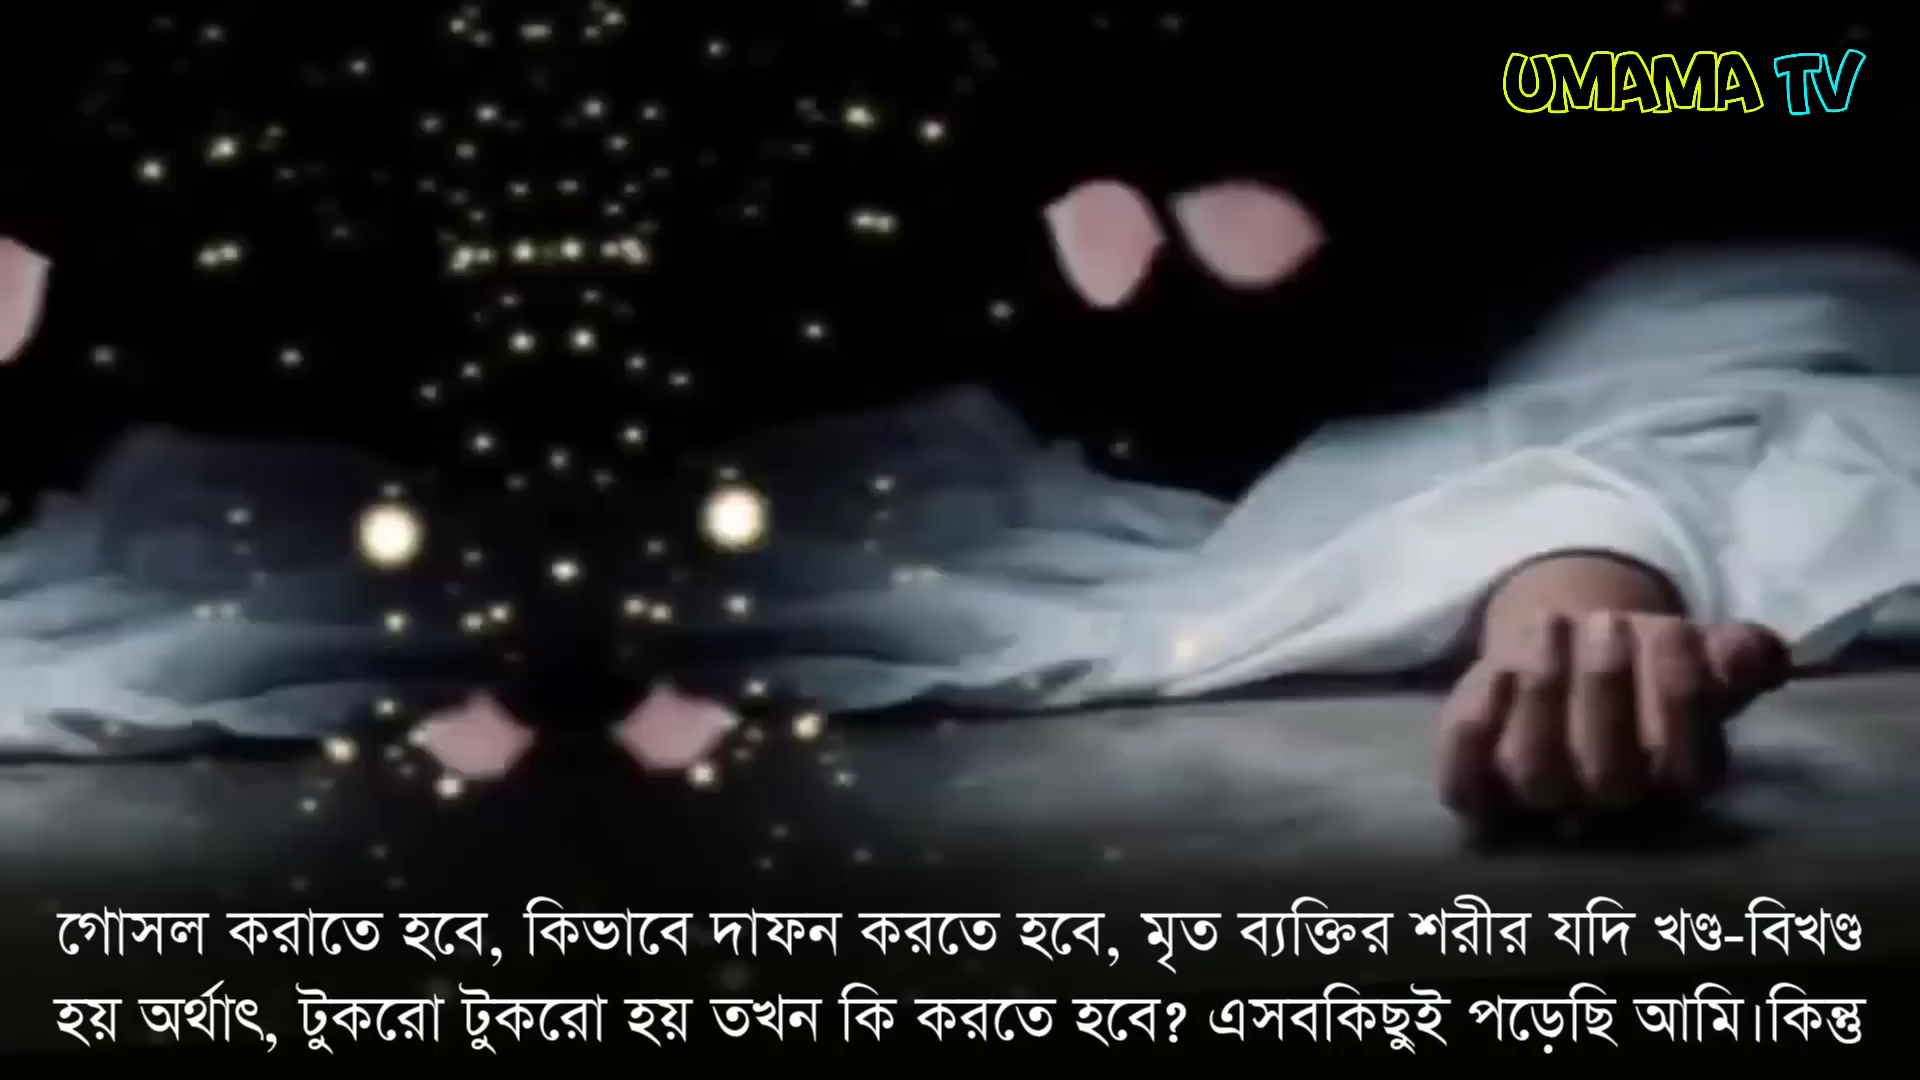 UMAMA TV
গোসল করাতে হবে, কিভাবে দাফন করতে হবে, মৃত ব্যক্তির শরীর যদি খণ্ড-বিখণ্ড
হয় অর্থাৎ, টুকরো টুকরো হয় তখন কি করতে হবে? এসবকিছুই পড়েছি আমি।কিন্তু